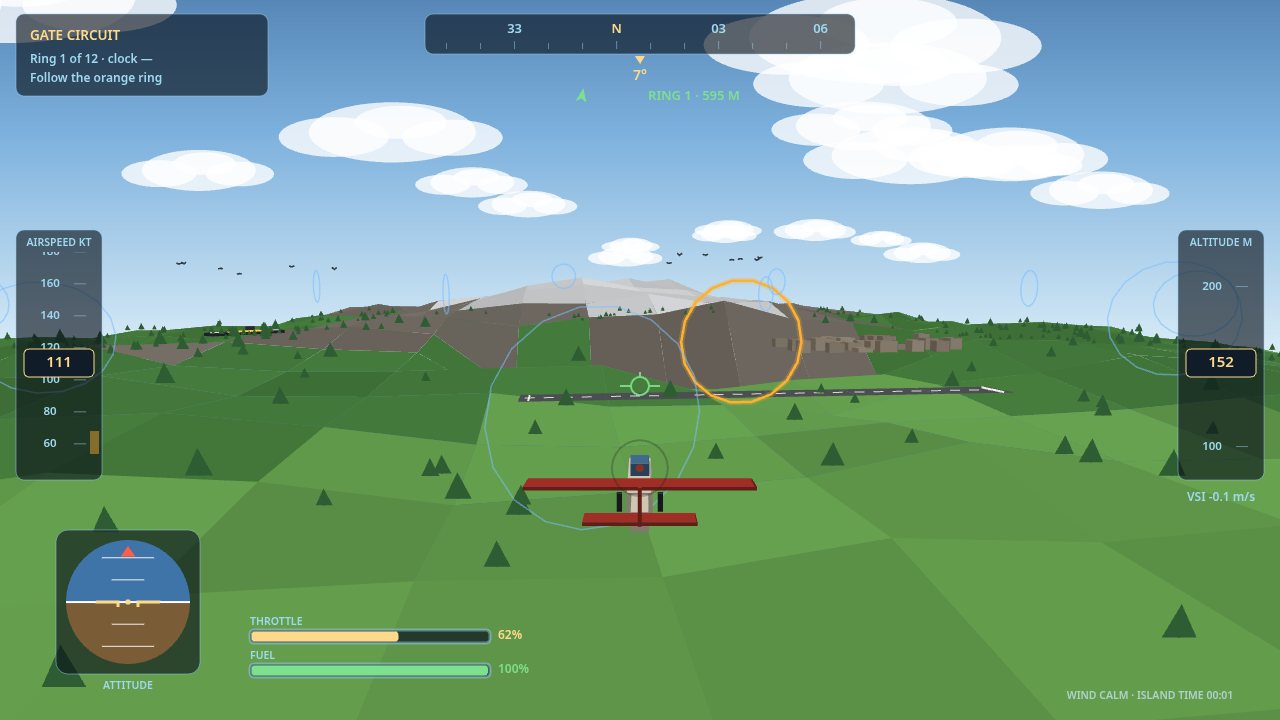 GATE CIRCUIT
Ring 1 of 12 · clock —
Follow the orange ring
33 N 03 06
7°
RING 1 · 595 M
AIRSPEED KT
160
140
120
111
100
80
60
ALTITUDE M
200
152
100
VSI -0.1 m/s
THROTTLE
62%
FUEL
100%
ATTITUDE
WIND CALM · ISLAND TIME 00:01